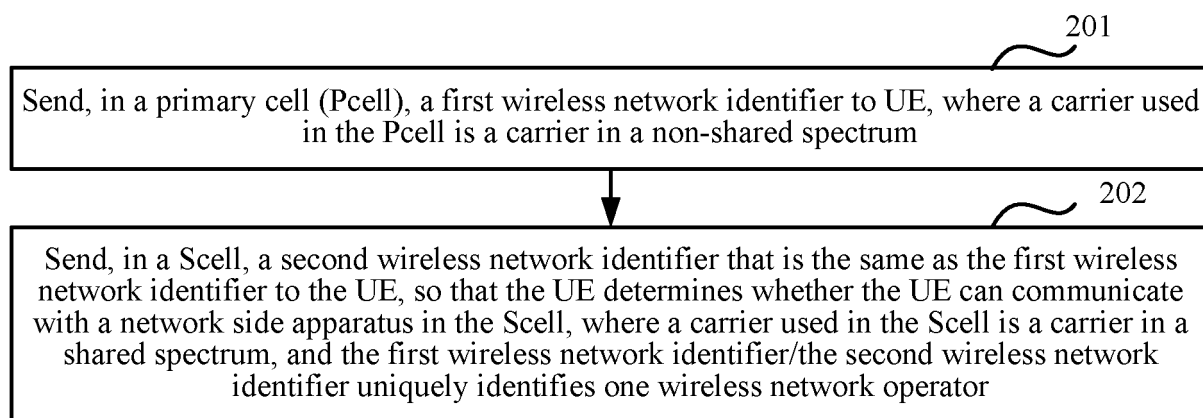 201
Send, in a primary cell (Pcell), a first wireless network identifier to UE, where a carrier used
in the Pcell is a carrier in a non-shared spectrum
202
Send, in a Scell, a second wireless network identifier that is the same as the first wireless
network identifier to the UE, so that the UE determines whether the UE can communicate
with a network side apparatus in the Scell, where a carrier used in the Scell is a carrier in a
shared spectrum, and the first wireless network identifier/the second wireless network
identifier uniquely identifies one wireless network operator